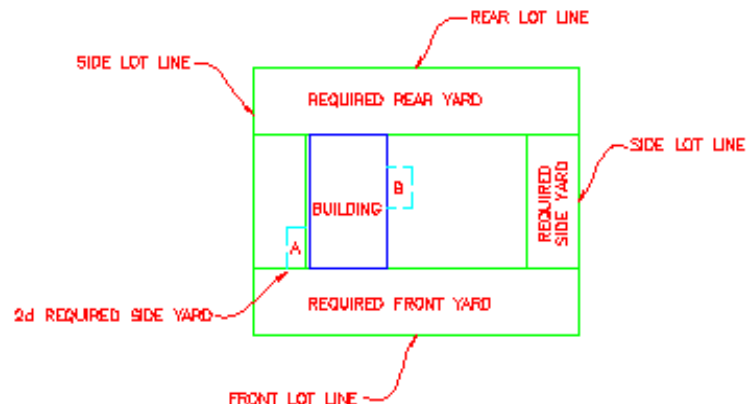 REAR LOT LINE
SIDE LOT LINE
REQUIRED REAR YARD
SIDE LOT LINE
REQUIRED
SIDE YARD
B
BUILDING
A
2d REQUIRED SIDE YARD
REQUIRED FRONT YARD
FRONT LOT LINE